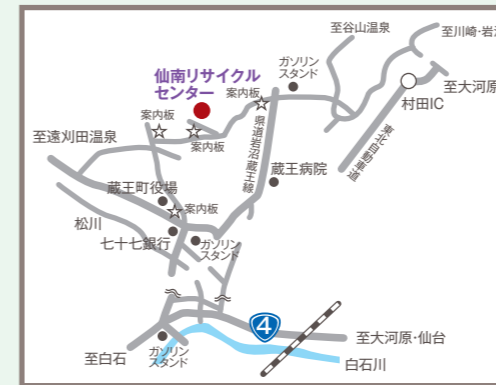 至谷山温泉
至川崎・岩沼
ガソリン
スタンド
仙南リサイクル
センター
案内板
至大河原
村田IC
案内板
案内板
県道岩沼蔵王線
東北自動車道
至遠刈田温泉
蔵王病院
蔵王町役場
案内板
松川
七十七銀行
ガソリン
スタンド
4
至大河原・仙台
至白石
ガソリン
スタンド
白石川